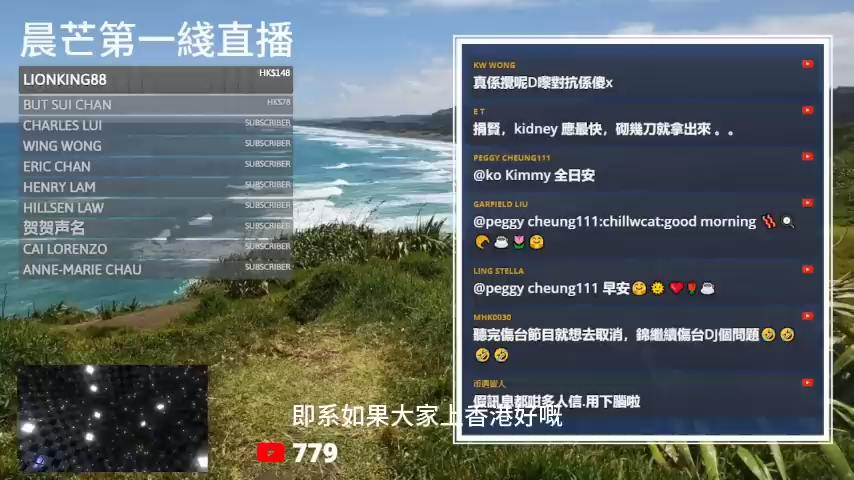 晨芒第一綫直播
LIONKING88 HK$148
BUT SUI CHAN HK$78
CHARLES LUI SUBSCRIBER
WING WONG SUBSCRIBER
ERIC CHAN SUBSCRIBER
HENRY LAM SUBSCRIBER
HILLSEN LAW SUBSCRIBER
贺贺声名 SUBSCRIBER
CAI LORENZO SUBSCRIBER
ANNE-MARIE CHAU SUBSCRIBER
KW WONG
真係攪呢D嚟對抗係傻x
E T
捐賢，kidney 應最快，砌幾刀就拿出來 。。
PEGGY CHEUNG111
@ko Kimmy 全日安
GARFIELD LIU
@peggy cheung111:chillwcat:good morning 🥓🍳
🥐☕🌷🤗
LING STELLA
@peggy cheung111 早安🤗🌞❤️🌹☕
MHK0030
聽完傷台節目就想去取消，錦繼續傷台DJ個問題🤣🤣
🤣🤣
假訊息都咁多人信.用下腦啦
即系如果大家上香港好嘅
779